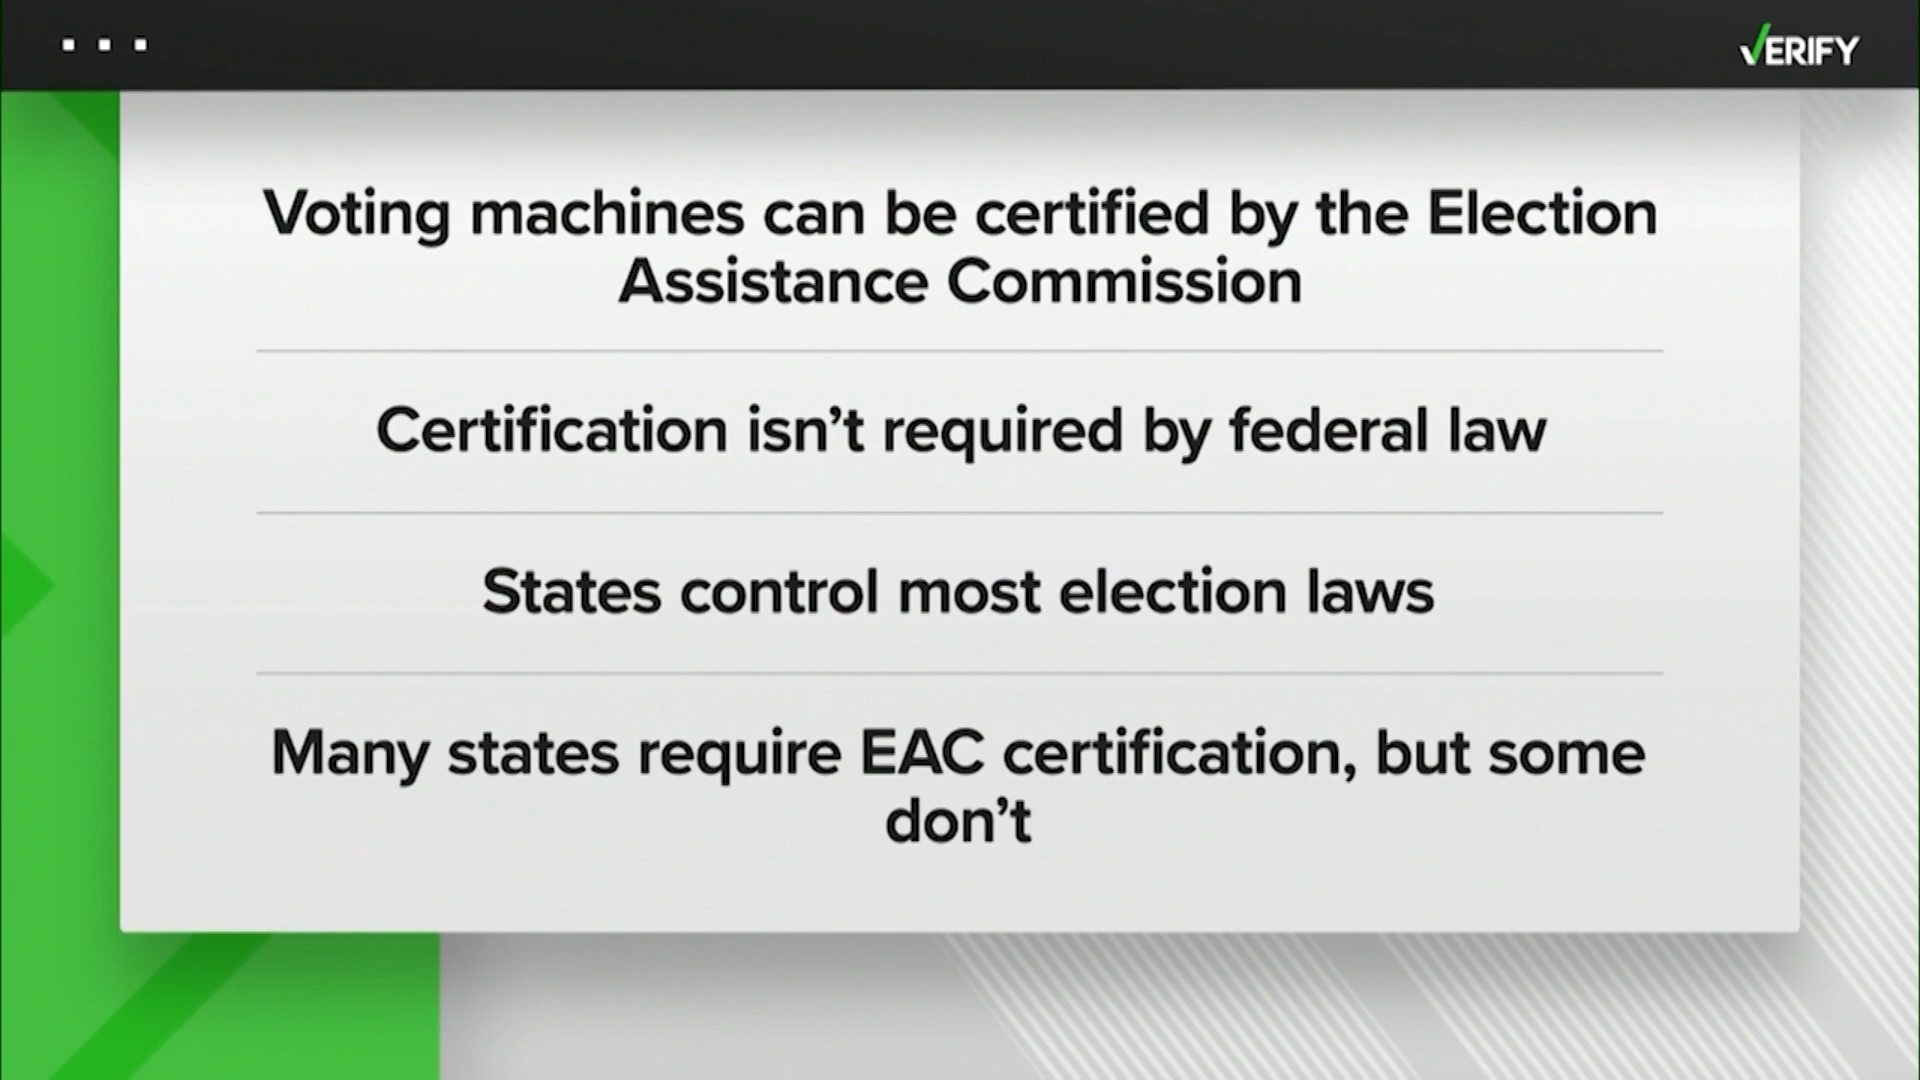 VERIFY
Voting machines can be certified by the Election
Assistance Commission
Certification isn’t required by federal law
States control most election laws
Many states require EAC certification, but some
don’t